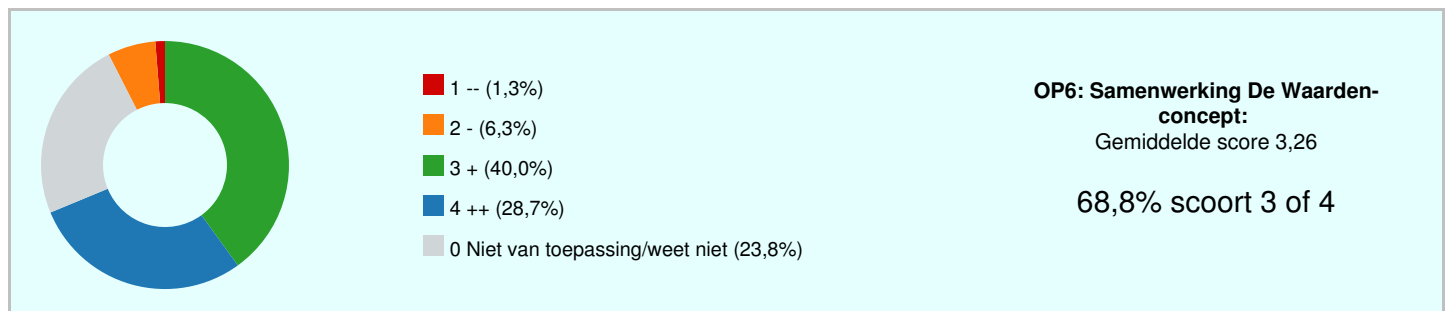 1 -- (1,3%)
2 - (6,3%)
3 + (40,0%)
4 ++ (28,7%)
0 Niet van toepassing/weet niet (23,8%)
OP6: Samenwerking De Waarden-
concept:
Gemiddelde score 3,26
68,8% scoort 3 of 4